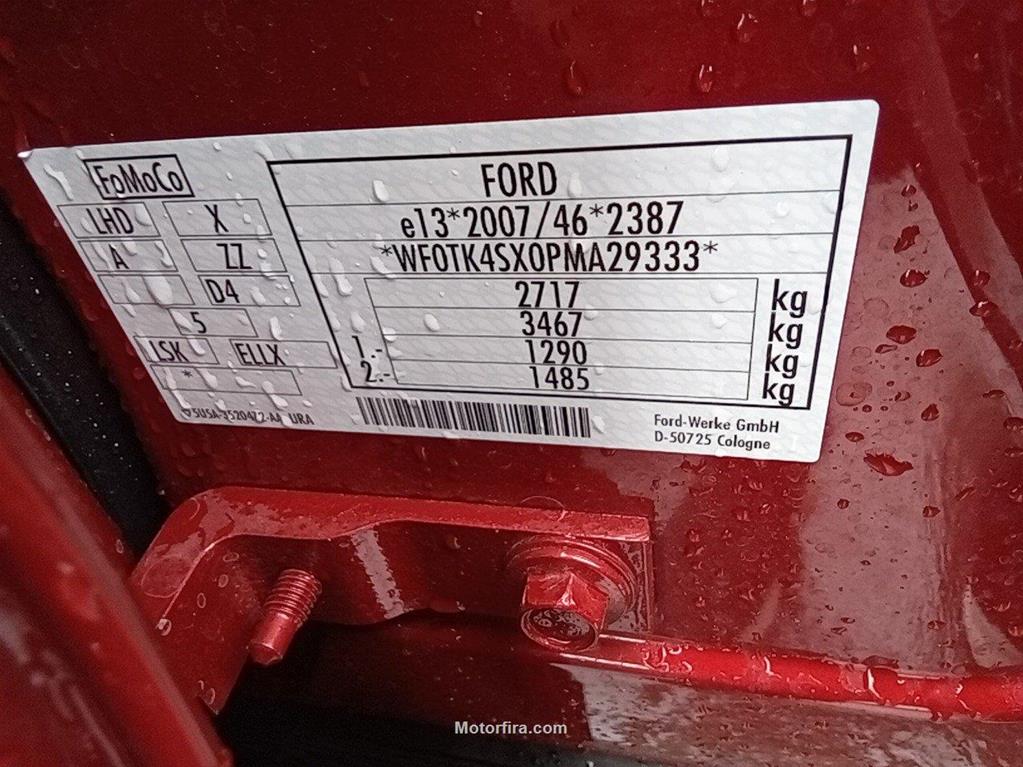 FoMoCo
LHD X
A ZZ
D4
5
LSK ELLX
*
FORD
e13*2007/46*2387
*WF0TK4SX0PMA29333*
2717 kg
3467 kg
1.- 1290 kg
2.- 1485 kg
URA
Ford-Werke GmbH
D-50725 Cologne
Motorfira.com